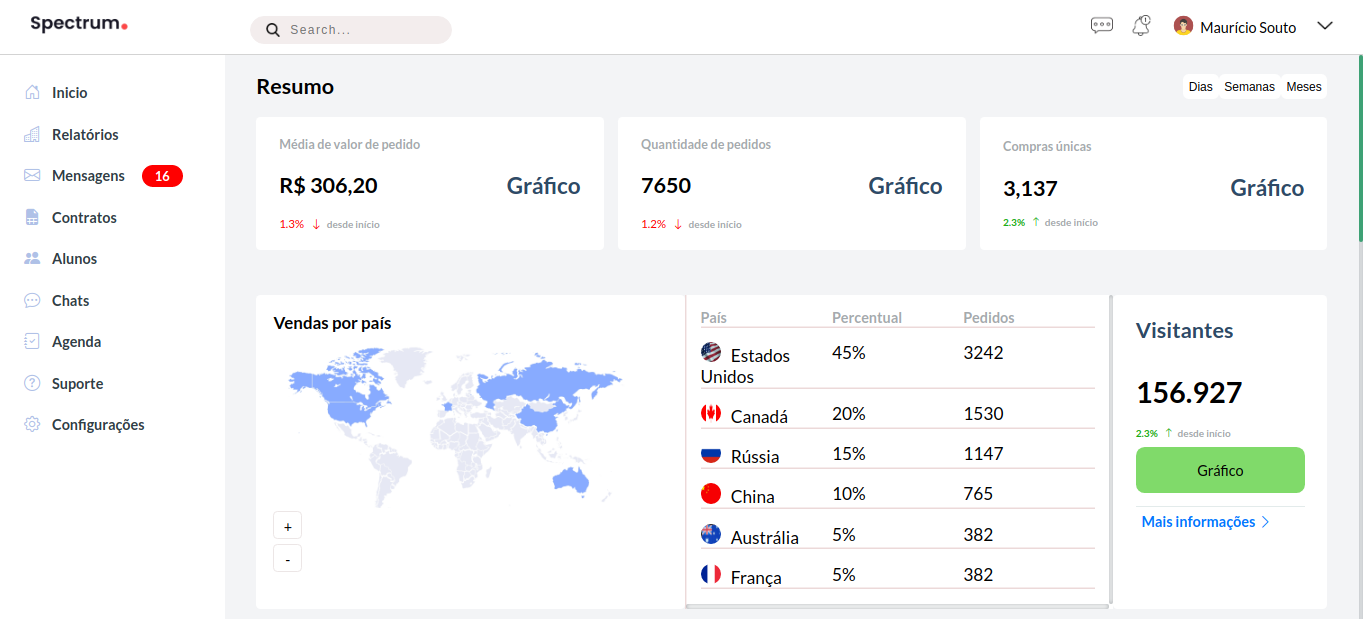 Spectrum.
Search...
Maurício Souto
Inicio
Relatórios
Mensagens 16
Contratos
Alunos
Chats
Agenda
Suporte
Configurações
Resumo
Dias Semanas Meses
Média de valor de pedido
R$ 306,20 Gráfico
1.3% ↓ desde início
Quantidade de pedidos
7650 Gráfico
1.2% ↓ desde início
Compras únicas
3,137 Gráfico
2.3% ↑ desde início
Vendas por país
+
-
País Percentual Pedidos
Estados Unidos 45% 3242
Canadá 20% 1530
Rússia 15% 1147
China 10% 765
Austrália 5% 382
França 5% 382
Visitantes
156.927
2.3% ↑ desde início
Gráfico
Mais informações >